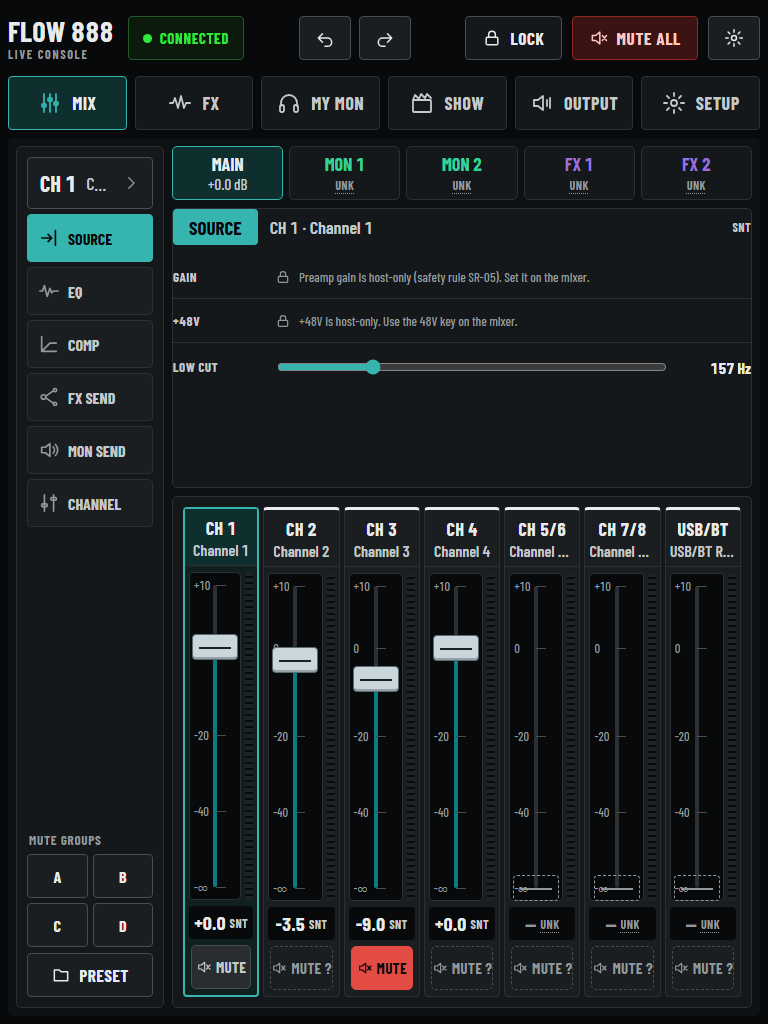 FLOW 888
LIVE CONSOLE
CONNECTED
LOCK
MUTE ALL
MIX
FX
MY MON
SHOW
OUTPUT
SETUP
CH 1 C...
SOURCE
EQ
COMP
FX SEND
MON SEND
CHANNEL
MUTE GROUPS
A
B
C
D
PRESET
MAIN
+0.0 dB
MON 1
UNK
MON 2
UNK
FX 1
UNK
FX 2
UNK
SOURCE
CH 1 · Channel 1
SNT
GAIN
Preamp gain is host-only (safety rule SR-05). Set it on the mixer.
+48V
+48V is host-only. Use the 48V key on the mixer.
LOW CUT
157 Hz
CH 1
Channel 1
+10
-20
-40
-∞
+0.0 SNT
MUTE
CH 2
Channel 2
+10
-20
-40
-∞
-3.5 SNT
MUTE ?
CH 3
Channel 3
+10
0
-20
-40
-∞
-9.0 SNT
MUTE
CH 4
Channel 4
+10
-20
-40
-∞
+0.0 SNT
MUTE ?
CH 5/6
Channel ...
+10
0
-20
-40
-∞
— UNK
MUTE ?
CH 7/8
Channel ...
+10
0
-20
-40
-∞
— UNK
MUTE ?
USB/BT
USB/BT R...
+10
0
-20
-40
-∞
— UNK
MUTE ?